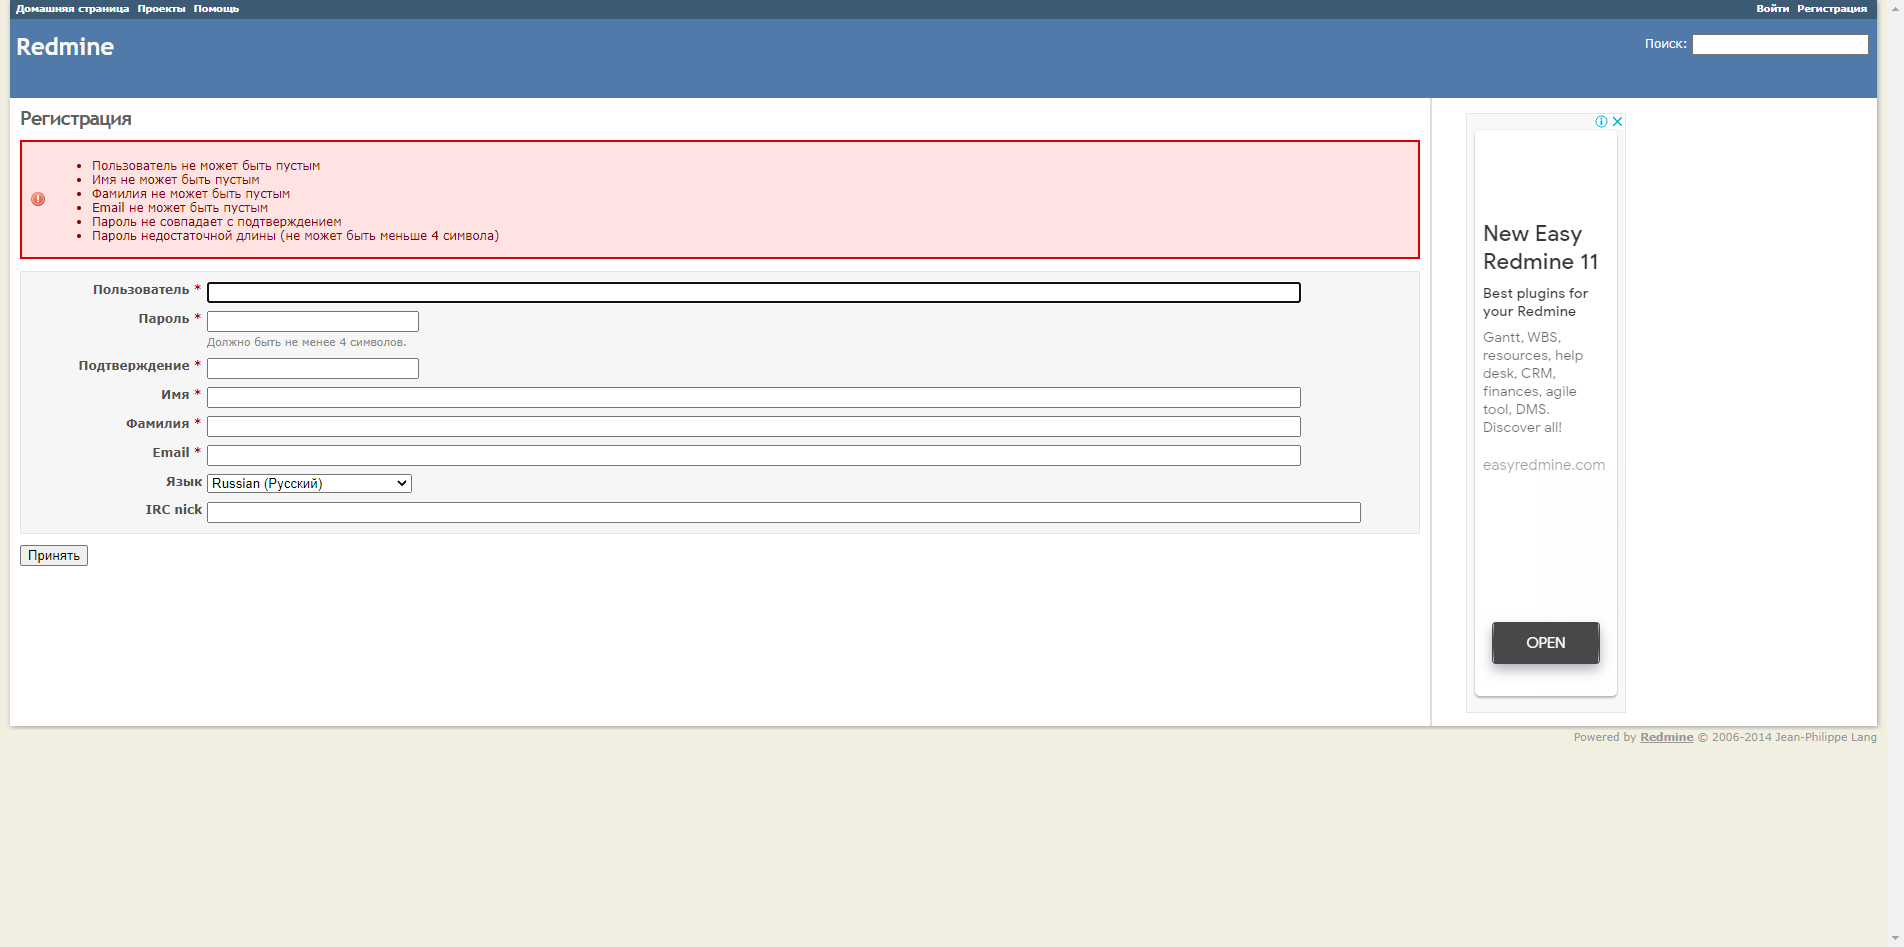 Домашняя страница Проекты Помощь Войти Регистрация
Redmine
Поиск:
Регистрация
Пользователь не может быть пустым
Имя не может быть пустым
Фамилия не может быть пустым
Email не может быть пустым
Пароль не совпадает с подтверждением
Пароль недостаточной длины (не может быть меньше 4 символа)
Пользователь *
Пароль *
Должно быть не менее 4 символов.
Подтверждение *
Имя *
Фамилия *
Email *
Язык Russian (Русский)
IRC nick
Принять
New Easy
Redmine 11
Best plugins for
your Redmine
Gantt, WBS,
resources, help
desk, CRM,
finances, agile
tool, DMS.
Discover all!
easyredmine.com
OPEN
Powered by Redmine © 2006-2014 Jean-Philippe Lang